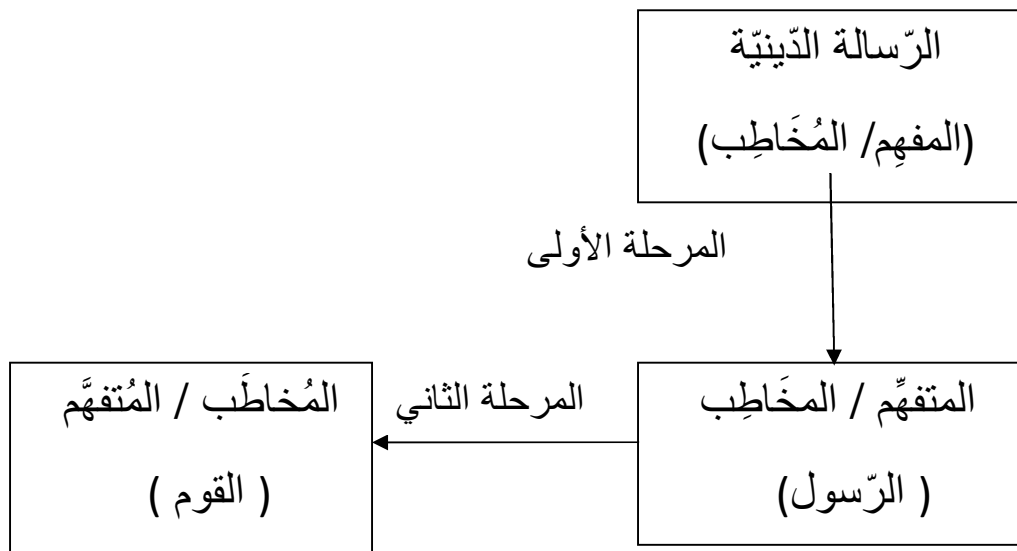 الرّسالة الدّينيّة
(المفهِم/ المُخَاطِب)
المرحلة الأولى
المتفهِّم / المخَاطِب
( الرّسول)
المرحلة الثاني
المُخاطَب / المُتفهَّم
( القوم )